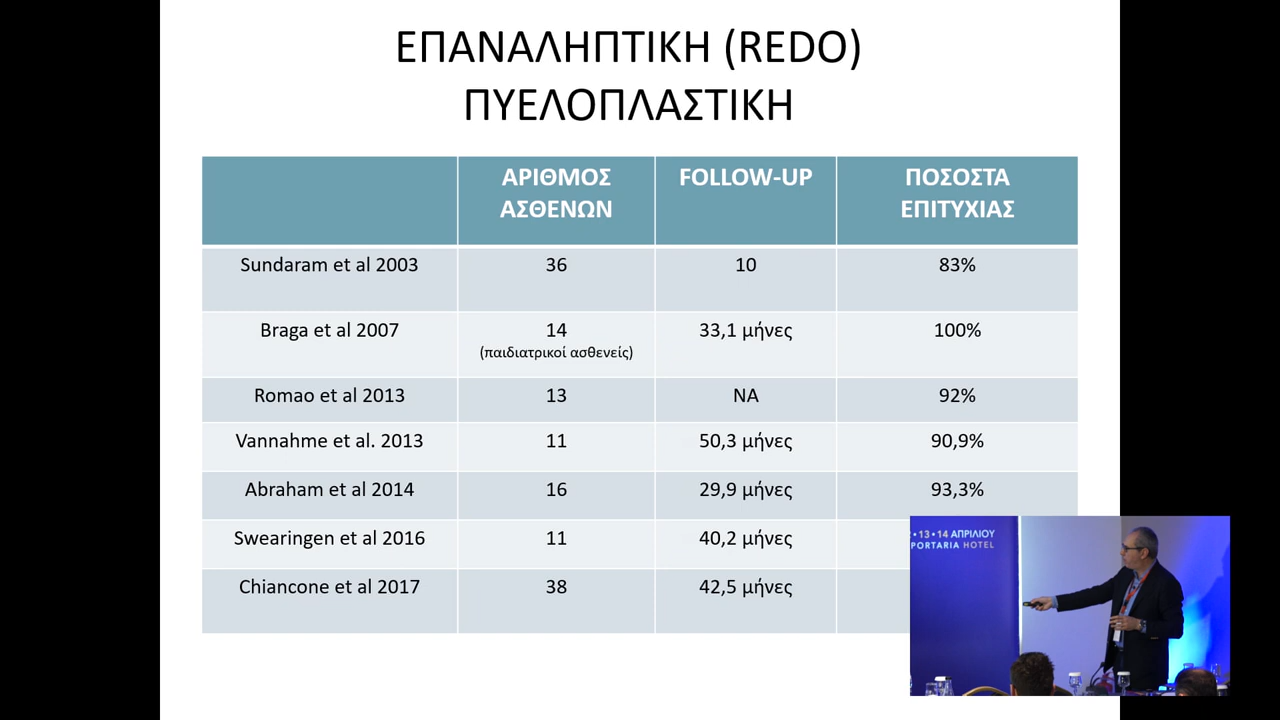 ΕΠΑΝΑΛΗΠΤΙΚΗ (REDO)
ΠΥΕΛΟΠΛΑΣΤΙΚΗ
ΑΡΙΘΜΟΣ
ΑΣΘΕΝΩΝ
FOLLOW-UP
ΠΟΣΟΣΤΑ
ΕΠΙΤΥΧΙΑΣ
Sundaram et al 2003
36
10
83%
Braga et al 2007
14
(παιδιατρικοί ασθενείς)
33,1 μήνες
100%
Romao et al 2013
13
NA
92%
Vannahme et al. 2013
11
50,3 μήνες
90,9%
Abraham et al 2014
16
29,9 μήνες
93,3%
Swearingen et al 2016
11
40,2 μήνες
Chiancone et al 2017
38
42,5 μήνες
•13•14 ΑΠΡΙΛΙΟΥ
PORTARIA HOTEL